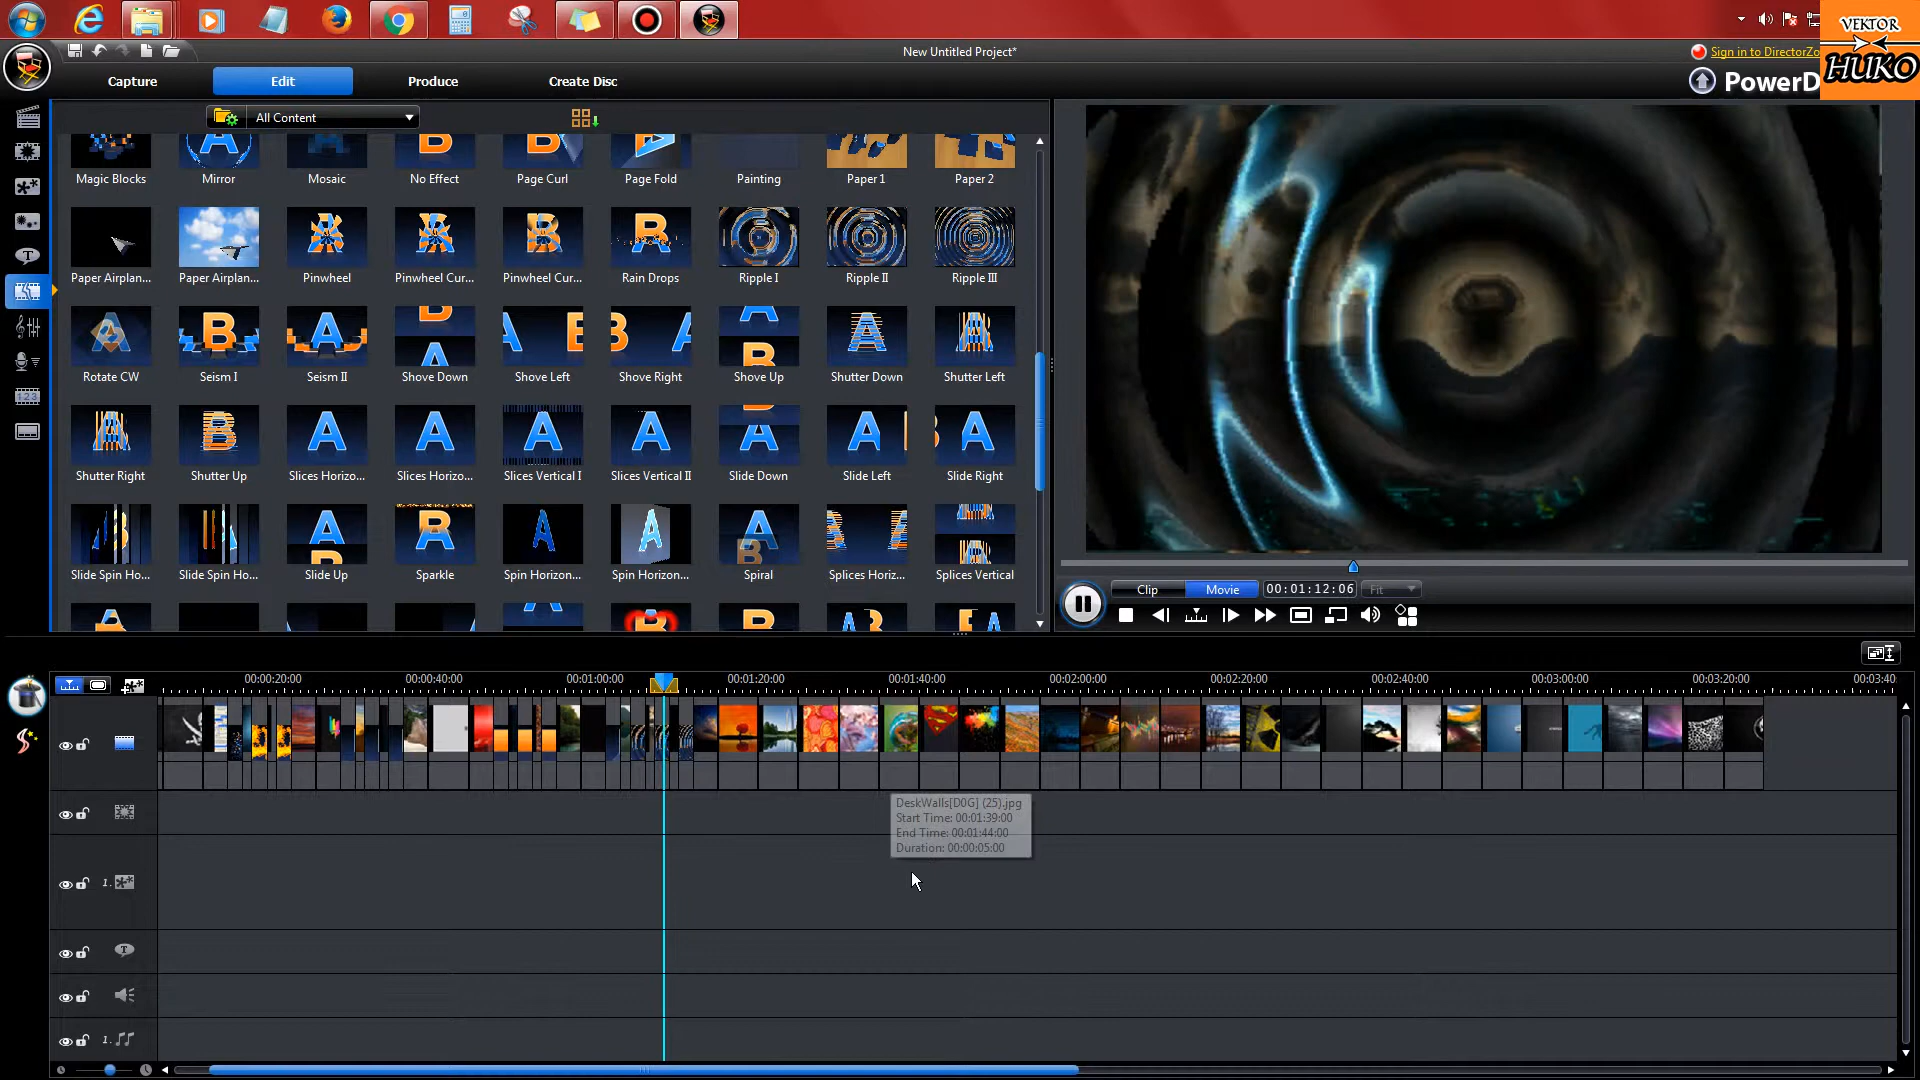 New Untitled Project*
Sign in to DirectorZo
VEKTOR
HUKO
Capture
Edit
Produce
Create Disc
PowerD
All Content
Magic Blocks
Mirror
Mosaic
No Effect
Page Curl
Page Fold
Painting
Paper 1
Paper 2
Paper Airplan...
Paper Airplan...
Pinwheel
Pinwheel Cur...
Pinwheel Cur...
Rain Drops
Ripple I
Ripple II
Ripple III
Rotate CW
Seism I
Seism II
Shove Down
Shove Left
Shove Right
Shove Up
Shutter Down
Shutter Left
Shutter Right
Shutter Up
Slices Horizo...
Slices Horizo...
Slices Vertical I
Slices Vertical II
Slide Down
Slide Left
Slide Right
Slide Spin Ho...
Slide Spin Ho...
Slide Up
Sparkle
Spin Horizon...
Spin Horizon...
Spiral
Splices Horiz...
Splices Vertical
Clip
Movie
00:01:12:06
Fit
00:00:20:00
00:00:40:00
00:01:00:00
00:01:20:00
00:01:40:00
00:02:00:00
00:02:20:00
00:02:40:00
00:03:00:00
00:03:20:00
00:03:40
DeskWalls[D0G] (25).jpg
Start Time: 00:01:39:00
End Time: 00:01:44:00
Duration: 00:00:05:00
1.
1.